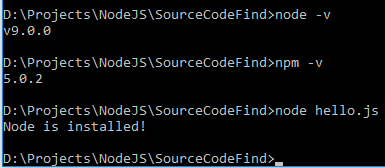 D:\Projects\NodeJS\SourceCodeFind>node -v
v9.0.0
D:\Projects\NodeJS\SourceCodeFind>npm -v
5.0.2
D:\Projects\NodeJS\SourceCodeFind>node hello.js
Node is installed!
D:\Projects\NodeJS\SourceCodeFind>